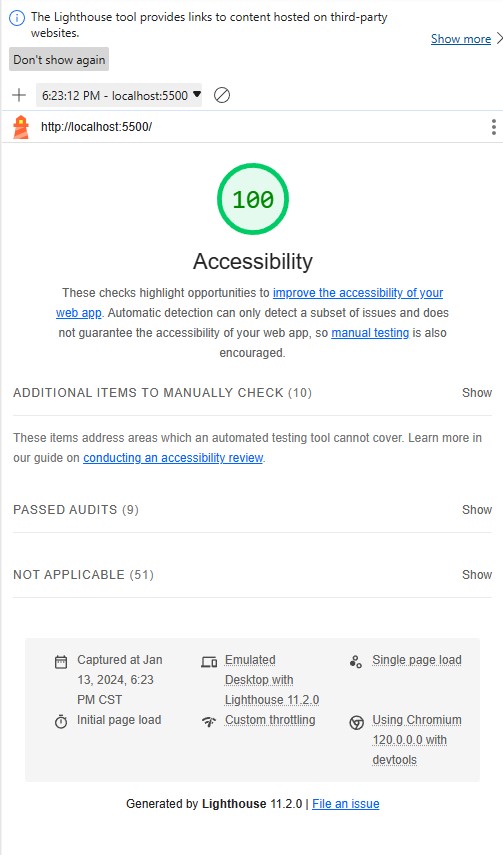 The Lighthouse tool provides links to content hosted on third-party
websites.
Show more
Don't show again
6:23:12 PM - localhost:5500
http://localhost:5500/
100
Accessibility
These checks highlight opportunities to improve the accessibility of your
web app. Automatic detection can only detect a subset of issues and does
not guarantee the accessibility of your web app, so manual testing is also
encouraged.
ADDITIONAL ITEMS TO MANUALLY CHECK (10)
Show
These items address areas which an automated testing tool cannot cover. Learn more in
our guide on conducting an accessibility review.
PASSED AUDITS (9)
Show
NOT APPLICABLE (51)
Show
Captured at Jan
13, 2024, 6:23
PM CST
Emulated
Desktop with
Lighthouse 11.2.0
Single page load
Initial page load
Custom throttling
Using Chromium
120.0.0.0 with
devtools
Generated by Lighthouse 11.2.0 | File an issue